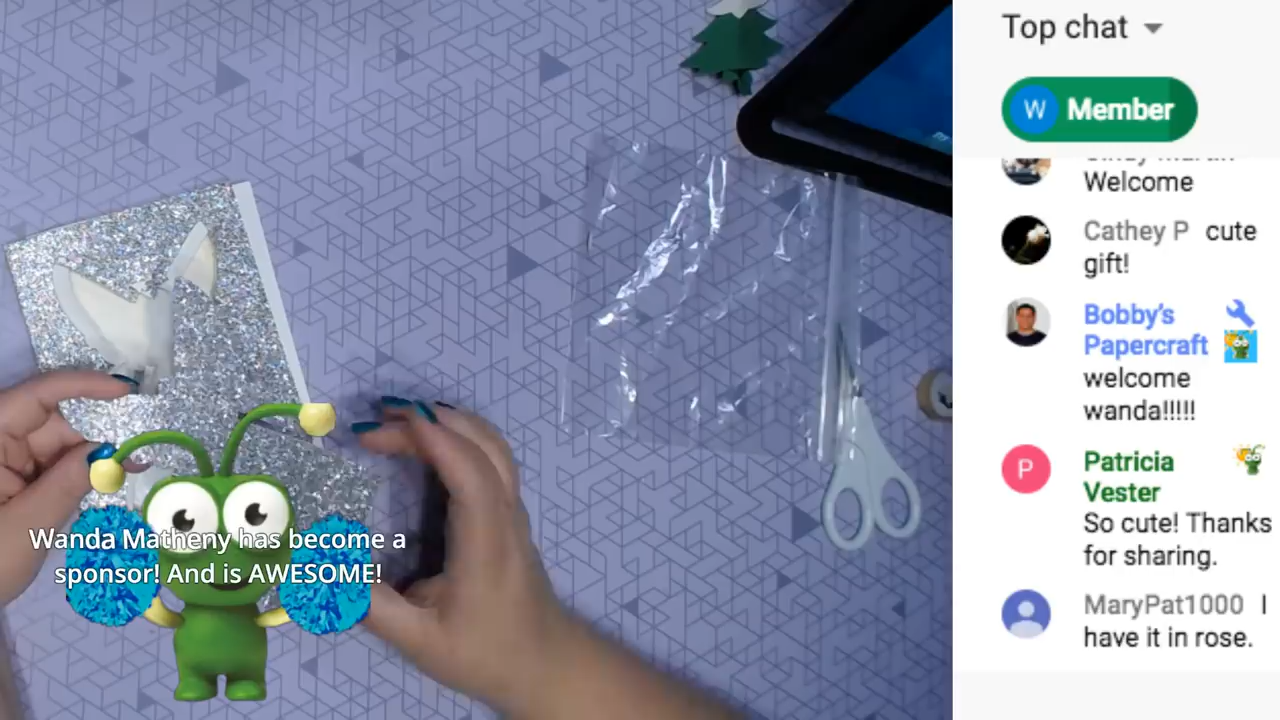 Top chat
W Member
Welcome
Cathey P cute
gift!
Bobby's
Papercraft
welcome
wanda!!!!!
P Patricia
Vester
So cute! Thanks
for sharing.
MaryPat1000 I
have it in rose.
Wanda Matheny has become a
sponsor! And is AWESOME!